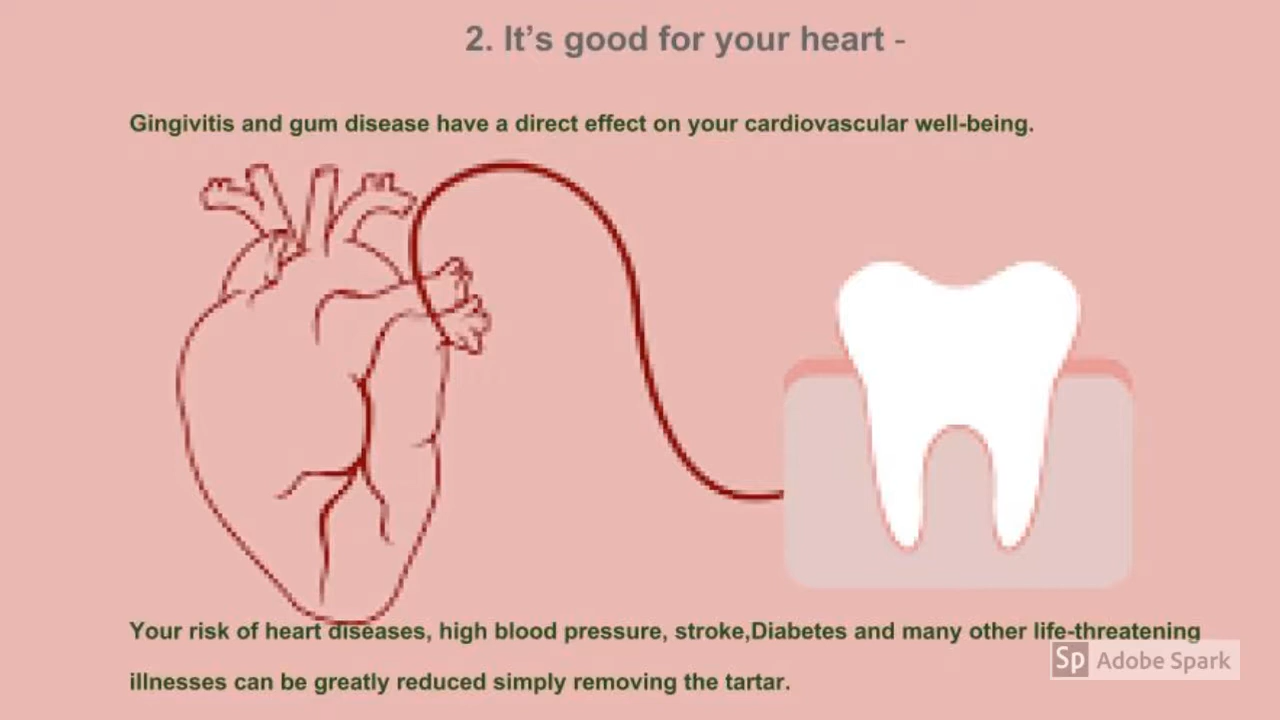 2. It’s good for your heart -
Gingivitis and gum disease have a direct effect on your cardiovascular well-being.
Your risk of heart diseases, high blood pressure, stroke,Diabetes and many other life-threatening
illnesses can be greatly reduced simply removing the tartar.
Sp Adobe Spark